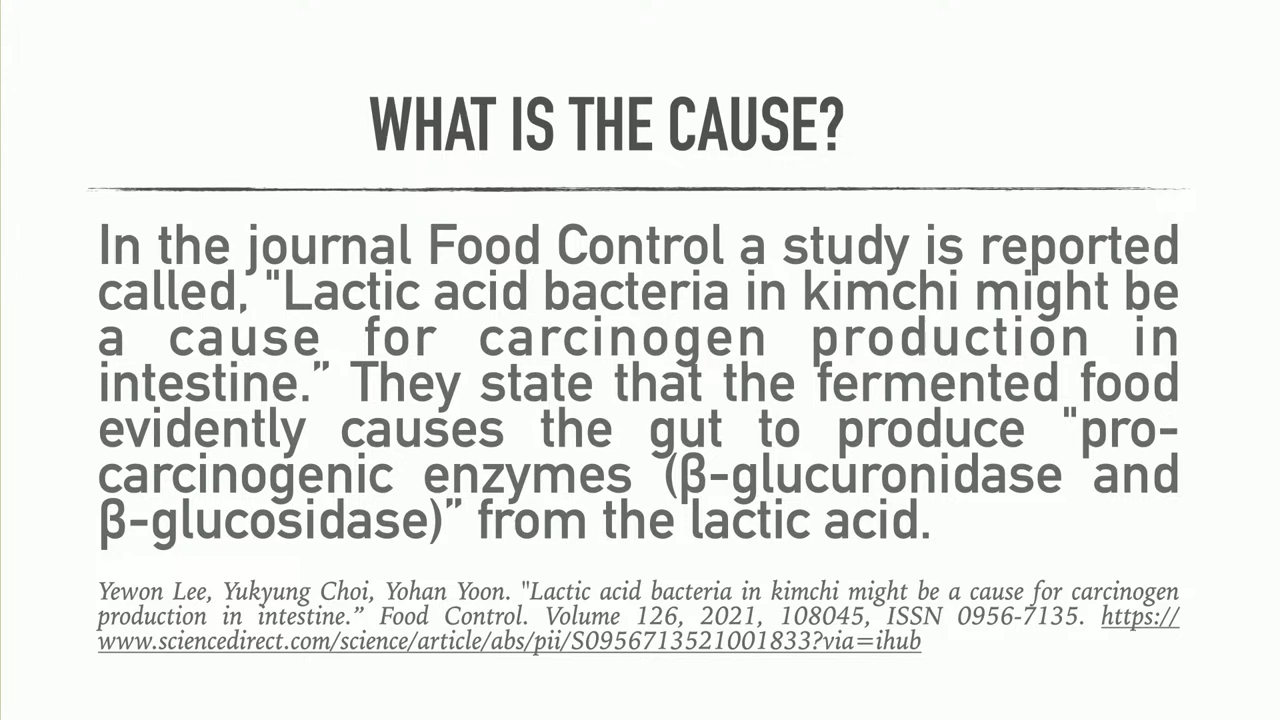 WHAT IS THE CAUSE?
In the journal Food Control a study is reported
called, "Lactic acid bacteria in kimchi might be
a cause for carcinogen production in
intestine.” They state that the fermented food
evidently causes the gut to produce "pro-
carcinogenic enzymes (β-glucuronidase and
β-glucosidase)” from the lactic acid.
Yewon Lee, Yukyung Choi, Yohan Yoon. "Lactic acid bacteria in kimchi might be a cause for carcinogen
production in intestine.” Food Control. Volume 126, 2021, 108045, ISSN 0956-7135. https://
www.sciencedirect.com/science/article/abs/pii/S0956713521001833?via=ihub